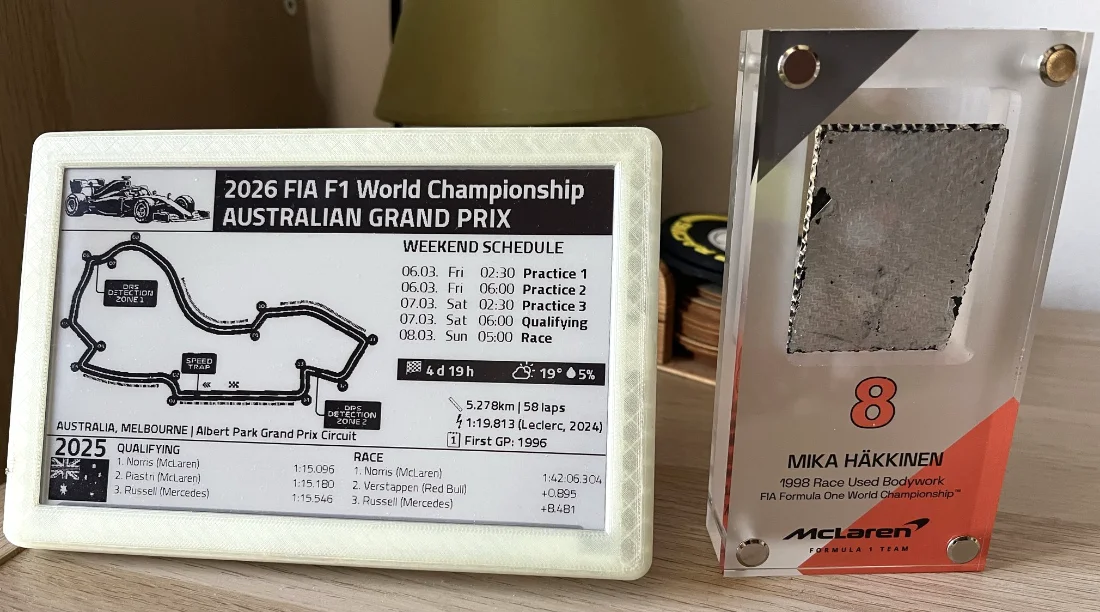 2026 FIA F1 World Championship
AUSTRALIAN GRAND PRIX
WEEKEND SCHEDULE
06.03. Fri 02:30 Practice 1
06.03. Fri 06:00 Practice 2
07.03. Sat 02:30 Practice 3
07.03. Sat 06:00 Qualifying
08.03. Sun 05:00 Race
4 d 19 h 19° 5%
5.278km | 58 laps
1:19.813 (Leclerc, 2024)
1 First GP: 1996
DRS
DETECTION
ZONE 1
SPEED
TRAP
DRS
DETECTION
ZONE 2
AUSTRALIA, MELBOURNE | Albert Park Grand Prix Circuit
2025
QUALIFYING
1. Norris (McLaren) 1:15.096
2. Piastri (McLaren) 1:15.180
3. Russell (Mercedes) 1:15.546
RACE
1. Norris (McLaren) 1:42:06.304
2. Verstappen (Red Bull) +0.895
3. Russell (Mercedes) +8.481
8
MIKA HÄKKINEN
1998 Race Used Bodywork
FIA Formula One World Championship™
McLaren
FORMULA 1 TEAM